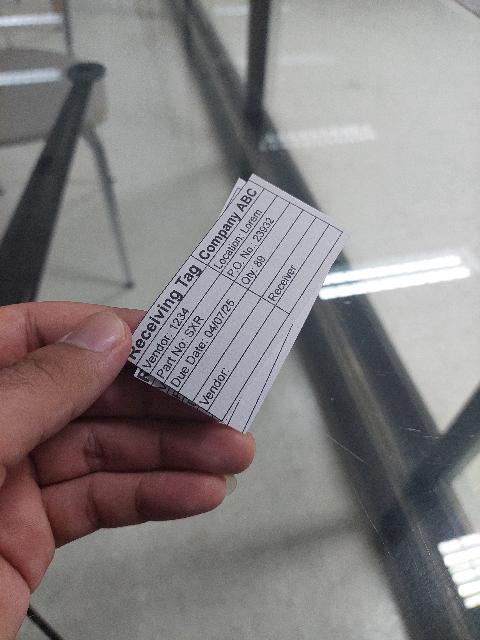 Receiving Tag Company ABC
Vendor: 1234 Location: Lorem
Part No: SXR P.O. No.: 23932
Due Date: 04/07/25 Qty: 89
Vendor: Receiver